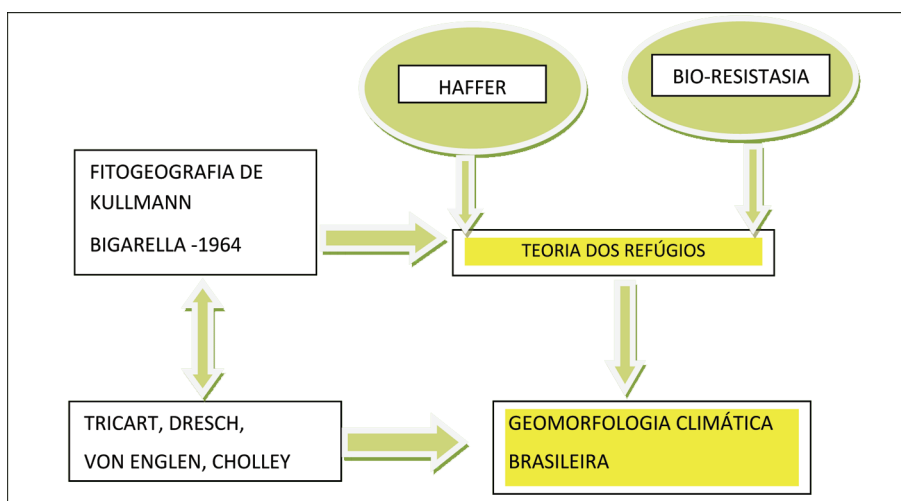 HAFFER
BIO-RESISTASIA
FITOGEOGRAFIA DE
KULLMANN
BIGARELLA -1964
TEORIA DOS REFÚGIOS
TRICART, DRESCH,
VON ENGLEN, CHOLLEY
GEOMORFOLOGIA CLIMÁTICA
BRASILEIRA